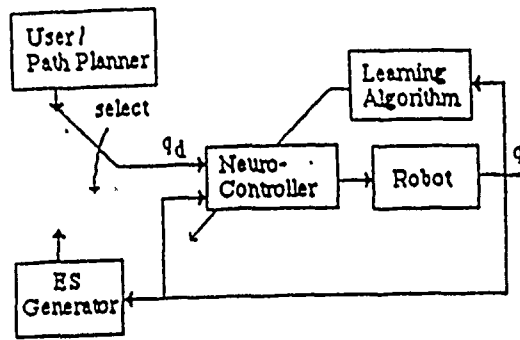 User/
Path Planner
select
Learning
Algorithm
qd
Neuro-
Controller
Robot
q
ES
Generator